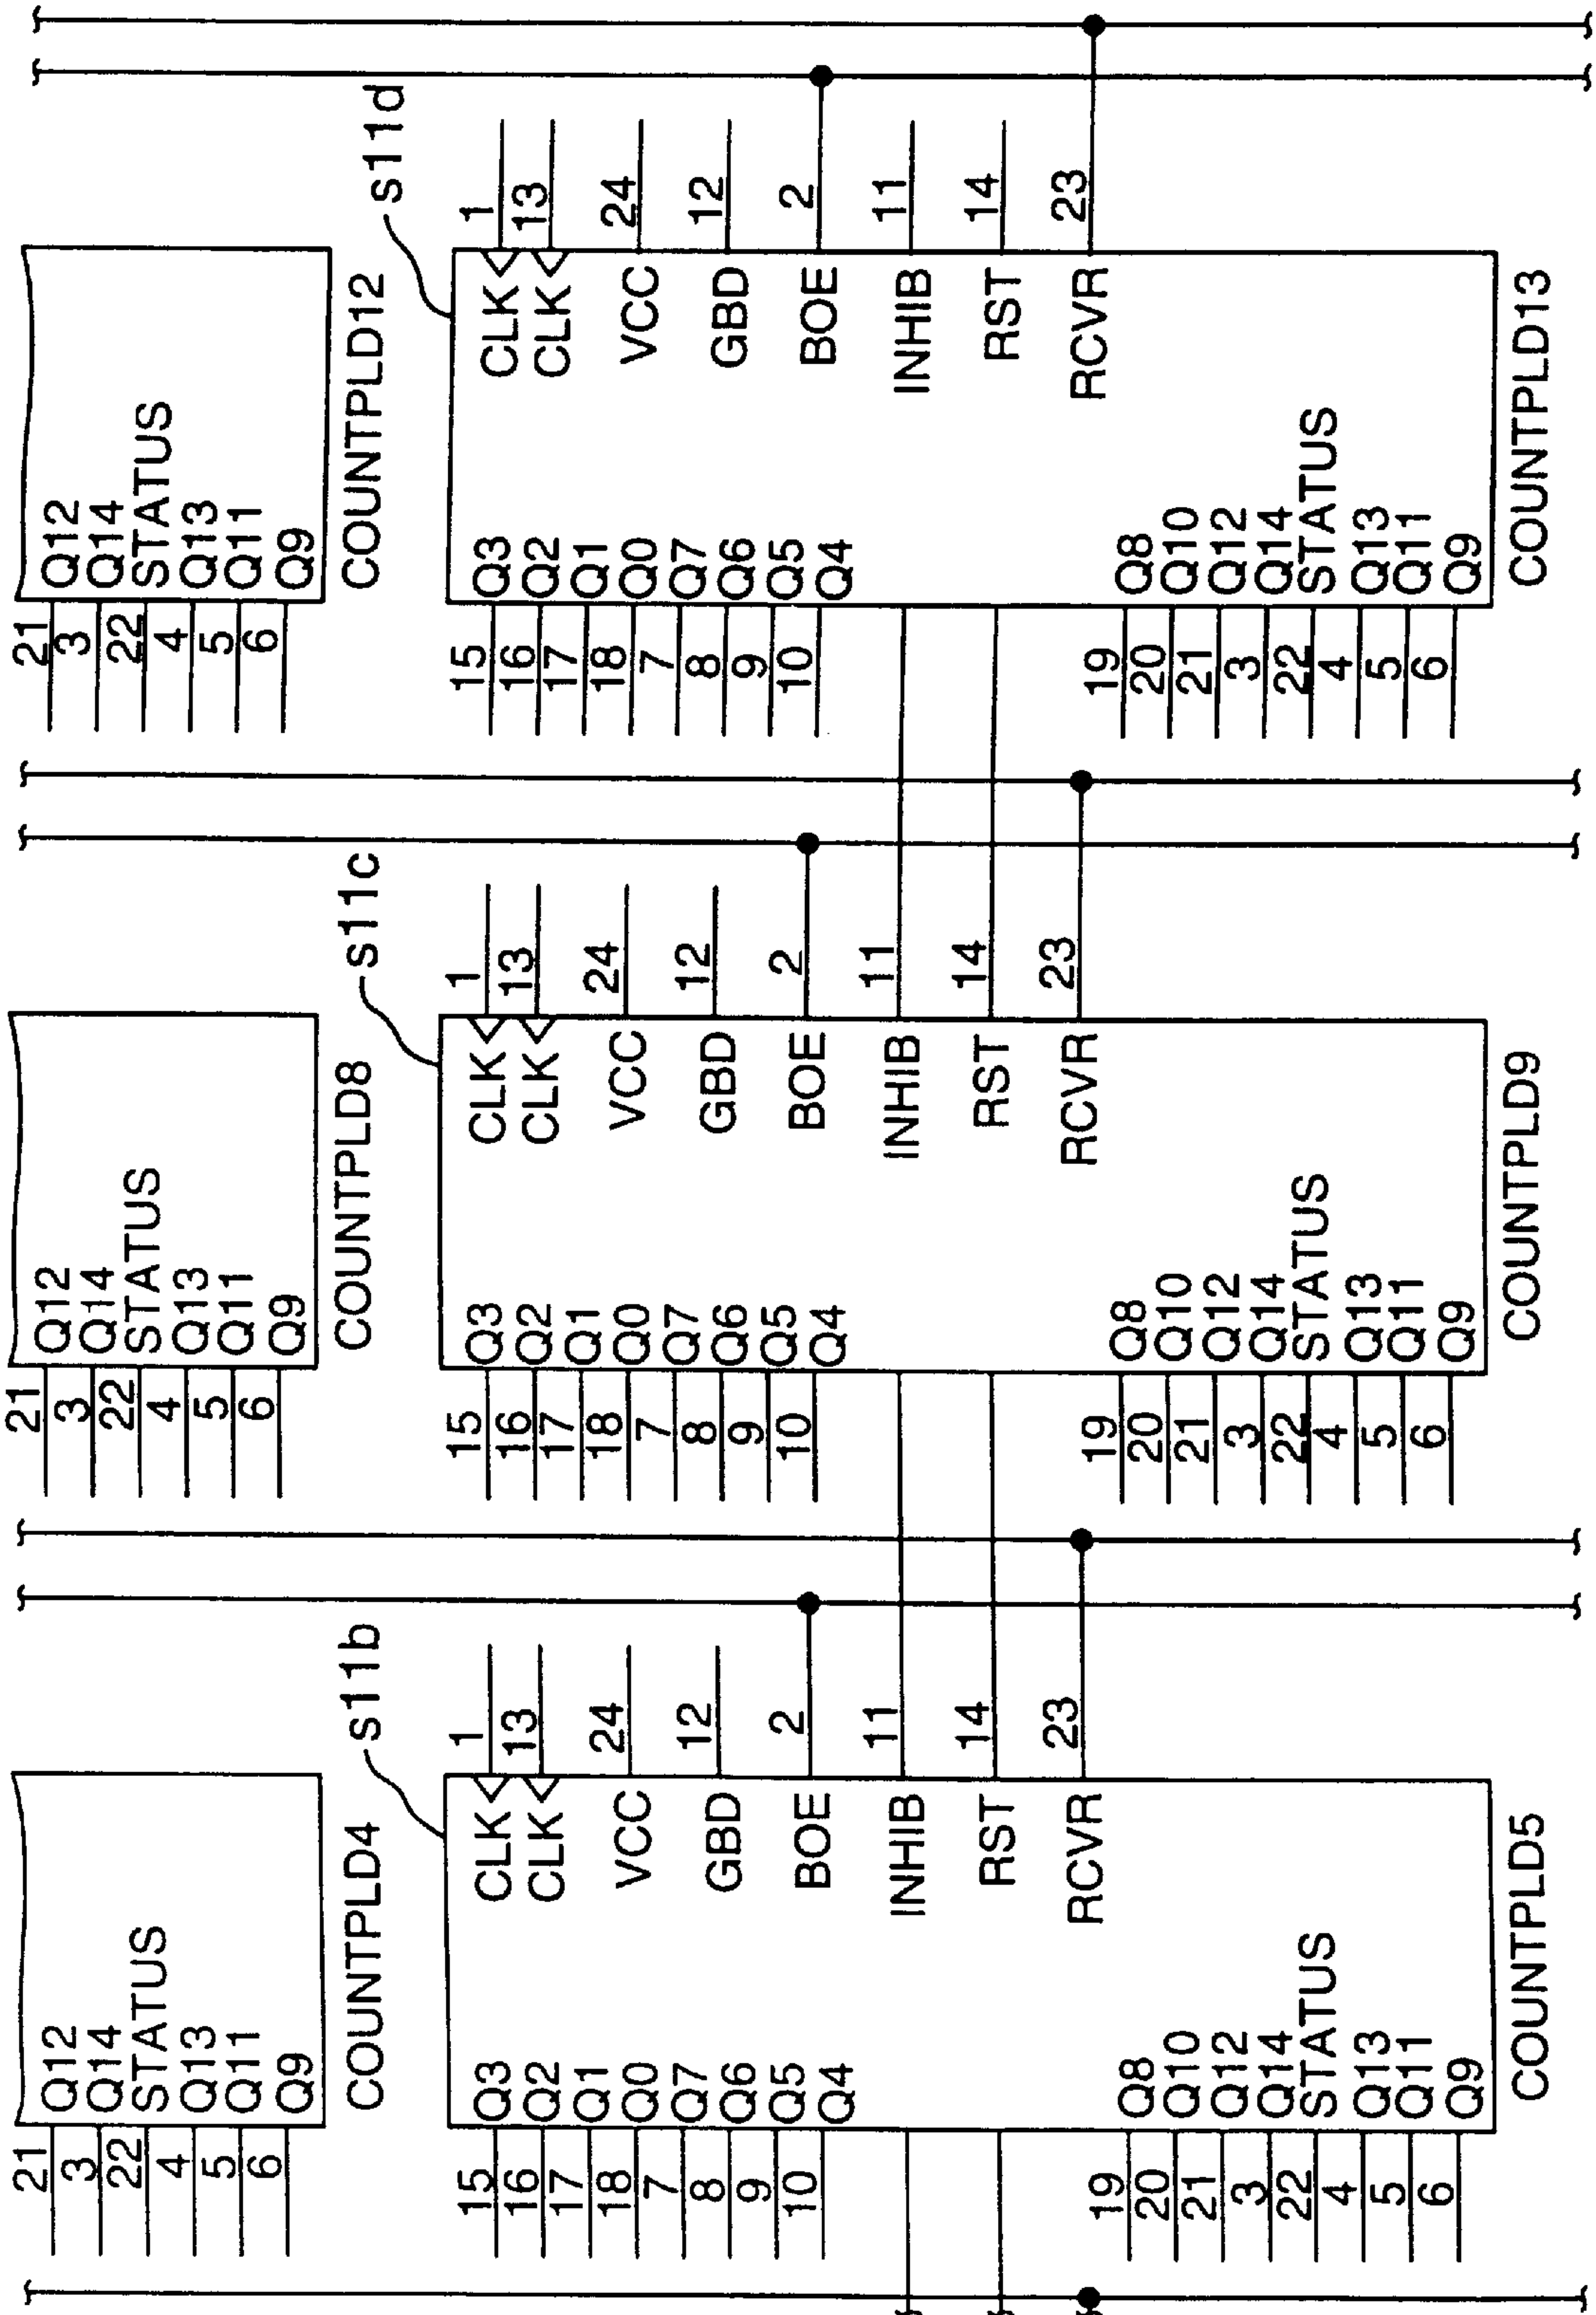 21 Q12
3 Q14
22 STATUS
4 Q13
5 Q11
6 Q9
COUNTPLD4
s11b
15 Q3
16 Q2
17 Q1
18 Q0
7 Q7
8 Q6
9 Q5
10 Q4
19 Q8
20 Q10
21 Q12
3 Q14
22 STATUS
4 Q13
5 Q11
6 Q9
CLK 1
CLK 13
VCC 24
GBD 12
BOE 2
INHIB 11
RST 14
RCVR 23
COUNTPLD5
21 Q12
3 Q14
22 STATUS
4 Q13
5 Q11
6 Q9
COUNTPLD8
s11c
15 Q3
16 Q2
17 Q1
18 Q0
7 Q7
8 Q6
9 Q5
10 Q4
19 Q8
20 Q10
21 Q12
3 Q14
22 STATUS
4 Q13
5 Q11
6 Q9
CLK 1
CLK 13
VCC 24
GBD 12
BOE 2
INHIB 11
RST 14
RCVR 23
COUNTPLD9
21 Q12
3 Q14
22 STATUS
4 Q13
5 Q11
6 Q9
COUNTPLD12
s11d
15 Q3
16 Q2
17 Q1
18 Q0
7 Q7
8 Q6
9 Q5
10 Q4
19 Q8
20 Q10
21 Q12
3 Q14
22 STATUS
4 Q13
5 Q11
6 Q9
CLK 1
CLK 13
VCC 24
GBD 12
BOE 2
INHIB 11
RST 14
RCVR 23
COUNTPLD13